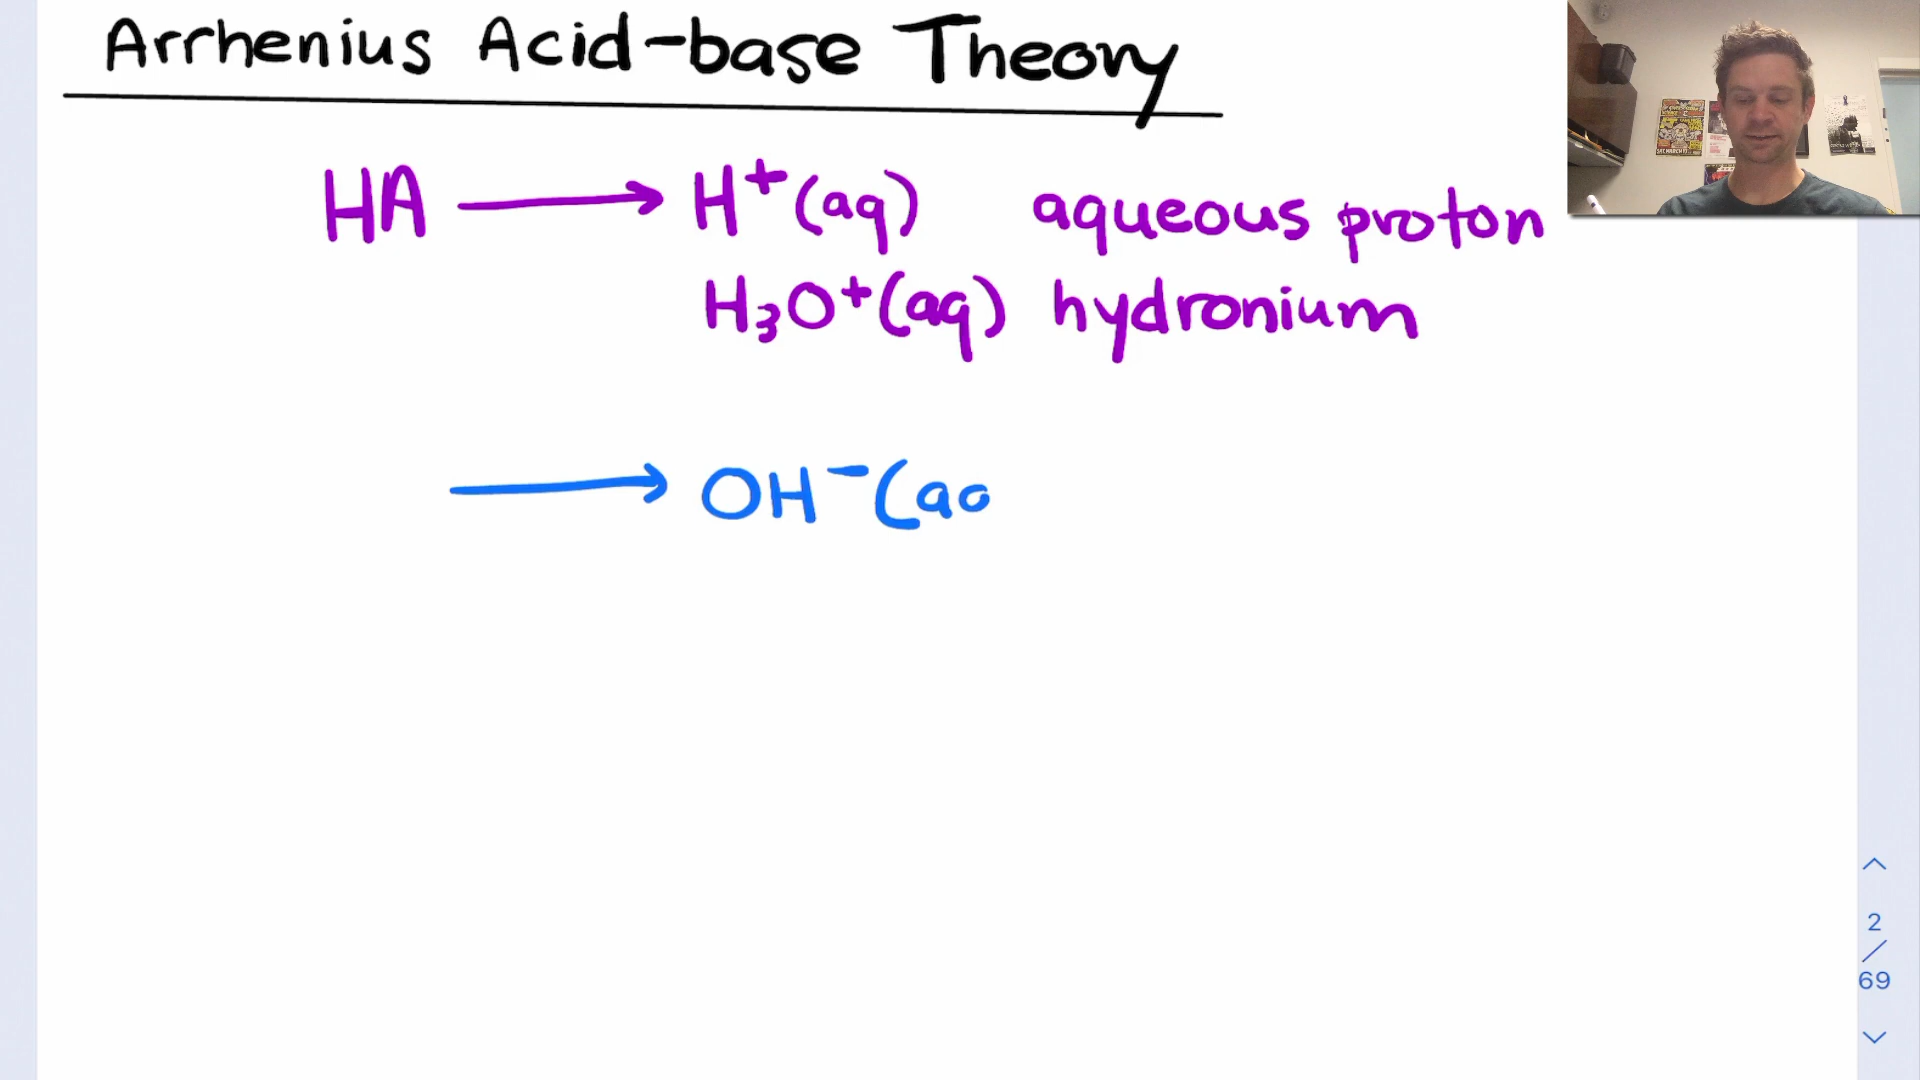 Arrhenius Acid-base Theory
HA ⟶ H⁺(aq) aqueous proton
H₃O⁺(aq) hydronium
⟶ OH⁻(ao
2
/
69